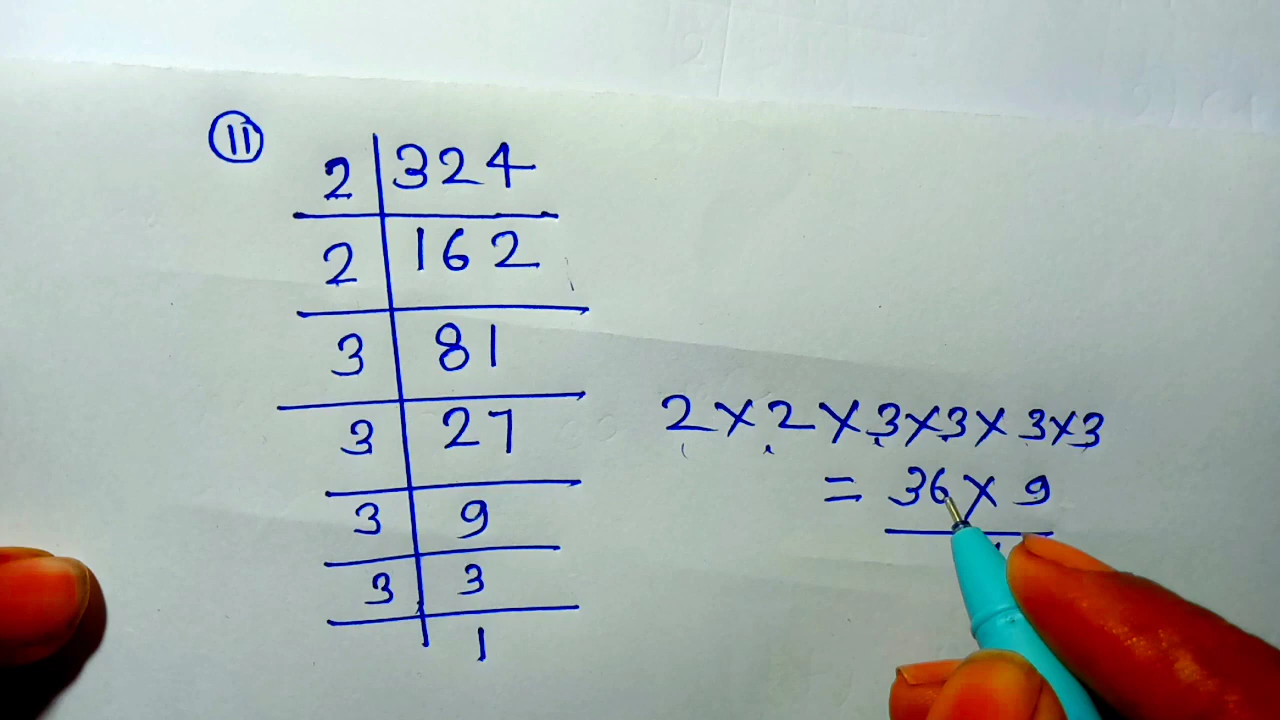 11
2 | 324
2 | 162
3 | 81
3 | 27
3 | 9
3 | 3
1
2 × 2 × 3 × 3 × 3 × 3
= 36 × 9